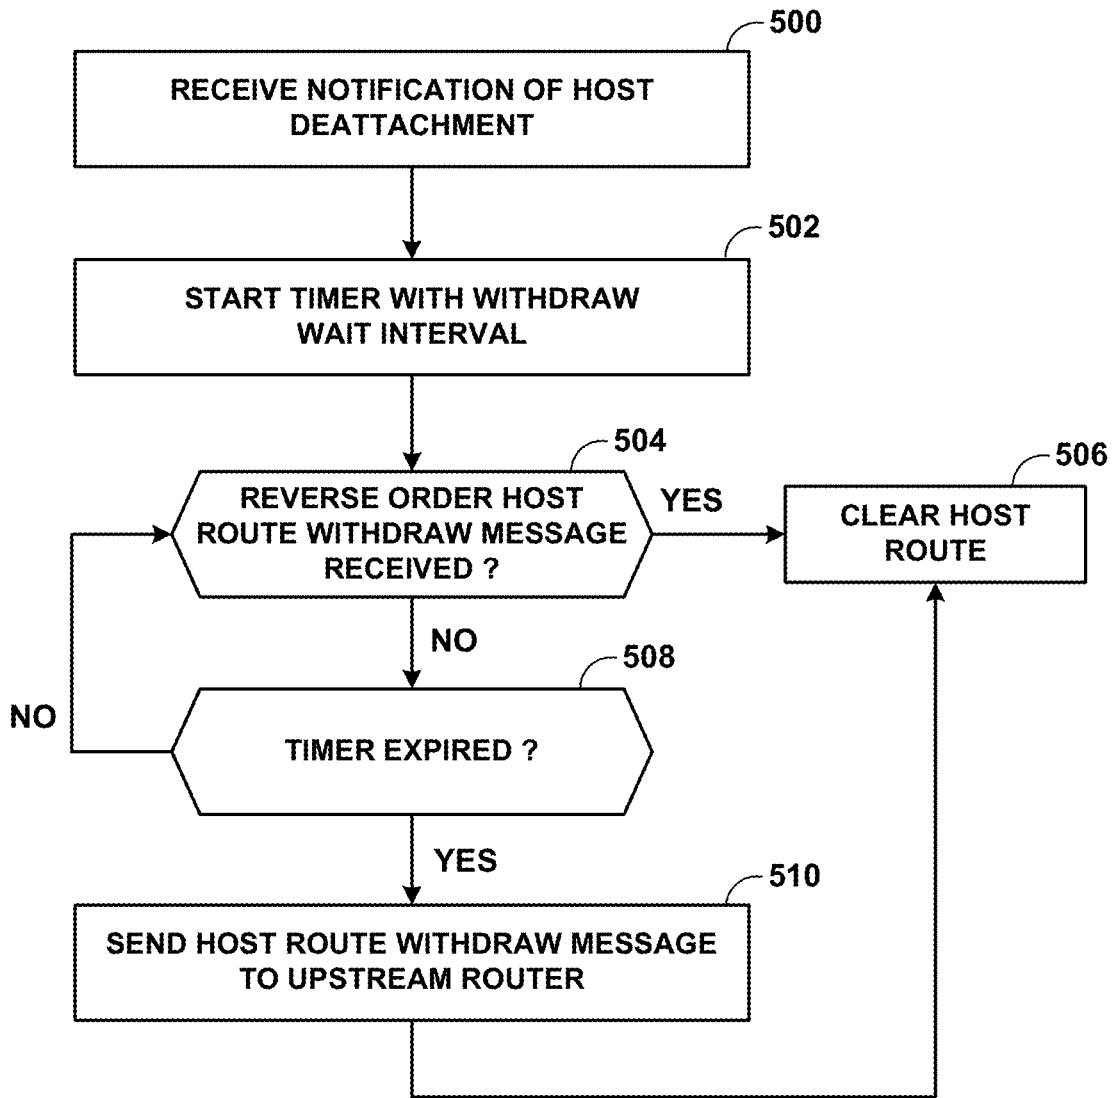 500
RECEIVE NOTIFICATION OF HOST
DEATTACHMENT
502
START TIMER WITH WITHDRAW
WAIT INTERVAL
504
REVERSE ORDER HOST
ROUTE WITHDRAW MESSAGE
RECEIVED ?
YES
506
CLEAR HOST
ROUTE
NO
508
TIMER EXPIRED ?
NO
YES
510
SEND HOST ROUTE WITHDRAW MESSAGE
TO UPSTREAM ROUTER